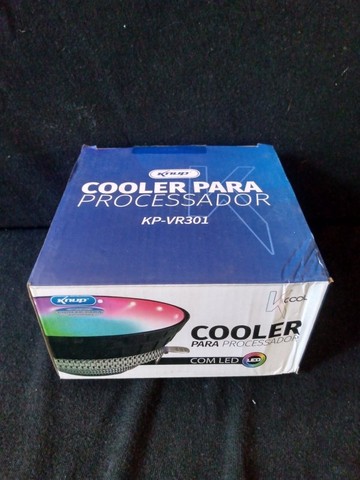 Knup
COOLER PARA
PROCESSADOR
KP-VR301
Knup
K COOL
COOLER
PARA PROCESSADOR
COM LED LED